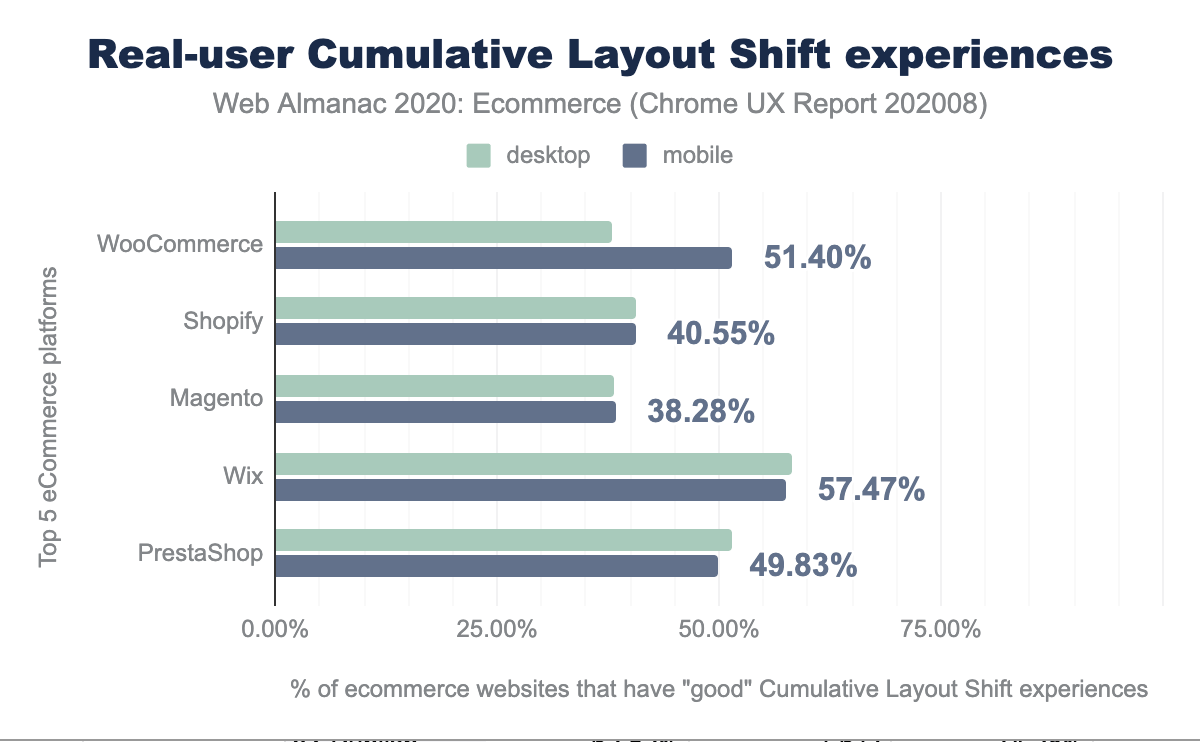 Real-user Cumulative Layout Shift experiences
Web Almanac 2020: Ecommerce (Chrome UX Report 202008)
desktop
mobile
Top 5 eCommerce platforms
WooCommerce
51.40%
Shopify
40.55%
Magento
38.28%
Wix
57.47%
PrestaShop
49.83%
0.00%
25.00%
50.00%
75.00%
% of ecommerce websites that have "good" Cumulative Layout Shift experiences